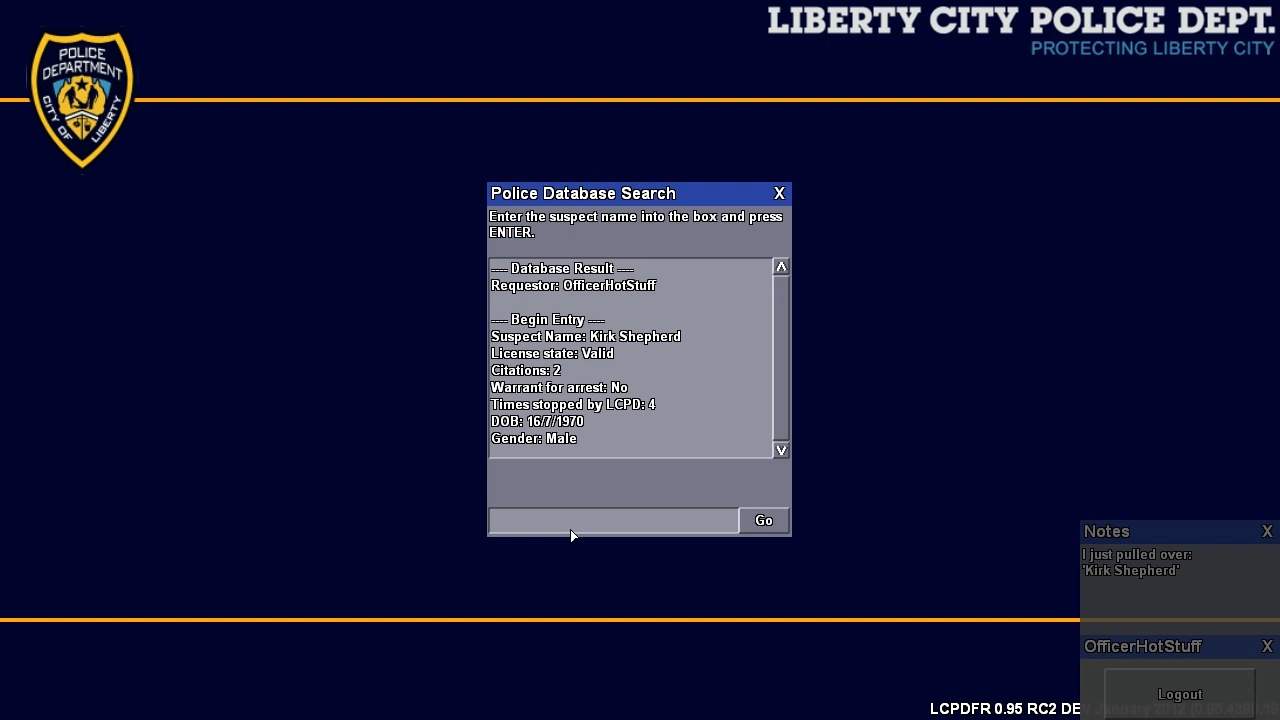 LIBERTY CITY POLICE DEPT.
PROTECTING LIBERTY CITY
POLICE
DEPARTMENT
CITY OF LIBERTY
Police Database Search X
Enter the suspect name into the box and press
ENTER.
---- Database Result ----
Requestor: OfficerHotStuff
---- Begin Entry ----
Suspect Name: Kirk Shepherd
License state: Valid
Citations: 2
Warrant for arrest: No
Times stopped by LCPD: 4
DOB: 16/7/1970
Gender: Male
Go
Notes X
I just pulled over:
'Kirk Shepherd'
OfficerHotStuff X
Logout
LCPDFR 0.95 RC2 DE